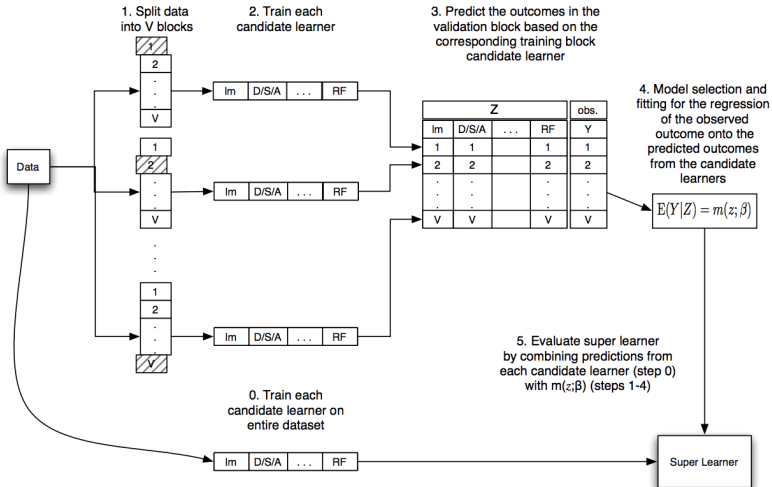 1. Split data
into V blocks
2. Train each
candidate learner
3. Predict the outcomes in the
validation block based on the
corresponding training block
candidate learner
4. Model selection and
fitting for the regression
of the observed
outcome onto the
predicted outcomes
from the candidate
learners
Data
1
2
.
.
.
V
lm D/S/A . . . RF
1
2
.
.
.
V
lm D/S/A . . . RF
.
.
.
1
2
.
.
.
V
lm D/S/A . . . RF
Z obs.
lm D/S/A . . . RF Y
1 1 1 1
2 2 2 2
. . . .
. . . .
. . . .
V V V V
E(Y|Z) = m(z; β)
5. Evaluate super learner
by combining predictions from
each candidate learner (step 0)
with m(z;β) (steps 1-4)
0. Train each
candidate learner on
entire dataset
lm D/S/A . . . RF
Super Learner